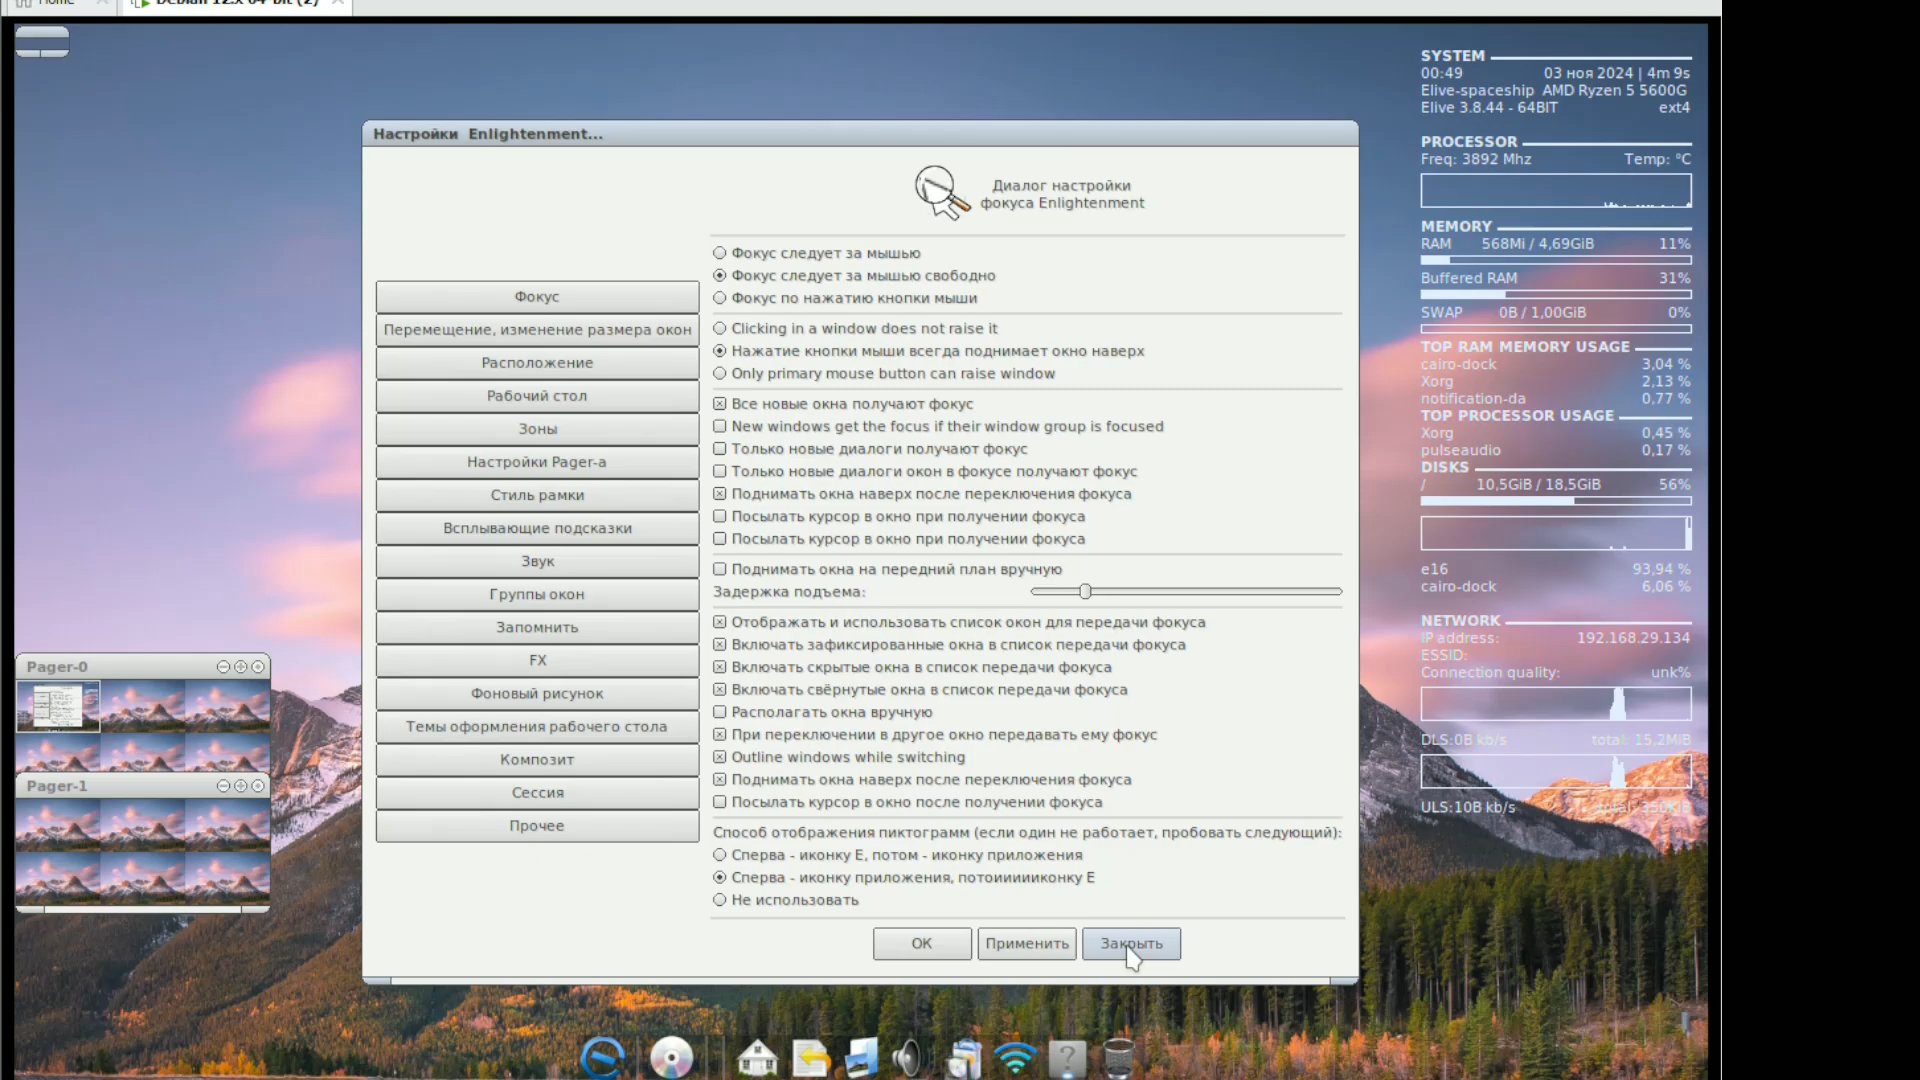 Home
Debian 12.x 64-bit (2)
SYSTEM
00:49 03 ноя 2024 | 4m 9s
Elive-spaceship AMD Ryzen 5 5600G
Elive 3.8.44 - 64BIT ext4
PROCESSOR
Freq: 3892 Mhz Temp: °C
MEMORY
RAM 568Mi / 4,69GiB 11%
Buffered RAM 31%
SWAP 0B / 1,00GiB 0%
TOP RAM MEMORY USAGE
cairo-dock 3,04 %
Xorg 2,13 %
notification-da 0,77 %
TOP PROCESSOR USAGE
Xorg 0,45 %
pulseaudio 0,17 %
DISKS
/ 10,5GiB / 18,5GiB 56%
e16 93,94 %
cairo-dock 6,06 %
NETWORK
IP address: 192.168.29.134
ESSID:
Connection quality: unk%
DLS:0B kb/s total: 15,2MiB
ULS:10B kb/s total: 350KiB
Настройки Enlightenment...
Диалог настройки
фокуса Enlightenment
Фокус
Перемещение, изменение размера окон
Расположение
Рабочий стол
Зоны
Настройки Pager-а
Стиль рамки
Всплывающие подсказки
Звук
Группы окон
Запомнить
FX
Фоновый рисунок
Темы оформления рабочего стола
Композит
Сессия
Прочее
Фокус следует за мышью
Фокус следует за мышью свободно
Фокус по нажатию кнопки мыши
Clicking in a window does not raise it
Нажатие кнопки мыши всегда поднимает окно наверх
Only primary mouse button can raise window
Все новые окна получают фокус
New windows get the focus if their window group is focused
Только новые диалоги получают фокус
Только новые диалоги окон в фокусе получают фокус
Поднимать окна наверх после переключения фокуса
Посылать курсор в окно при получении фокуса
Посылать курсор в окно при получении фокуса
Поднимать окна на передний план вручную
Задержка подъема:
Отображать и использовать список окон для передачи фокуса
Включать зафиксированные окна в список передачи фокуса
Включать скрытые окна в список передачи фокуса
Включать свёрнутые окна в список передачи фокуса
Располагать окна вручную
При переключении в другое окно передавать ему фокус
Outline windows while switching
Поднимать окна наверх после переключения фокуса
Посылать курсор в окно после получения фокуса
Способ отображения пиктограмм (если один не работает, пробовать следующий):
Сперва - иконку E, потом - иконку приложения
Сперва - иконку приложения, потоиииииконку E
Не использовать
ОК
Применить
Закрыть
Pager-0
Pager-1